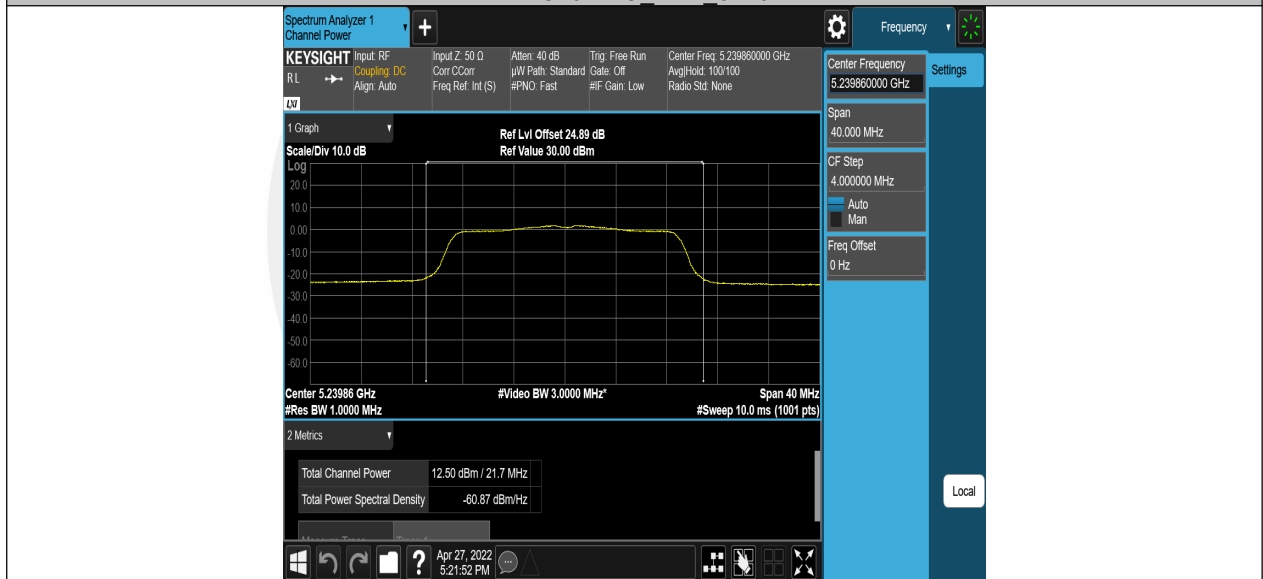 Spectrum Analyzer 1
Channel Power
+
Frequency
KEYSIGHT
RL
LXI
Input: RF
Coupling: DC
Align: Auto
Input Z: 50 Ω
Corr CCorr
Freq Ref: Int (S)
Atten: 40 dB
µW Path: Standard
#PNO: Fast
Trig: Free Run
Gate: Off
#IF Gain: Low
Center Freq: 5.239860000 GHz
Avg|Hold: 100/100
Radio Std: None
Center Frequency
5.239860000 GHz
Settings
Span
40.000 MHz
CF Step
4.000000 MHz
Auto
Man
Freq Offset
0 Hz
Local
1 Graph
Scale/Div 10.0 dB
Ref Lvl Offset 24.89 dB
Ref Value 30.00 dBm
Log
20.0
10.0
0.00
-10.0
-20.0
-30.0
-40.0
-50.0
-60.0
Center 5.23986 GHz
#Res BW 1.0000 MHz
#Video BW 3.0000 MHz*
Span 40 MHz
#Sweep 10.0 ms (1001 pts)
2 Metrics
Total Channel Power 12.50 dBm / 21.7 MHz
Total Power Spectral Density -60.87 dBm/Hz
?
Apr 27, 2022
5:21:52 PM